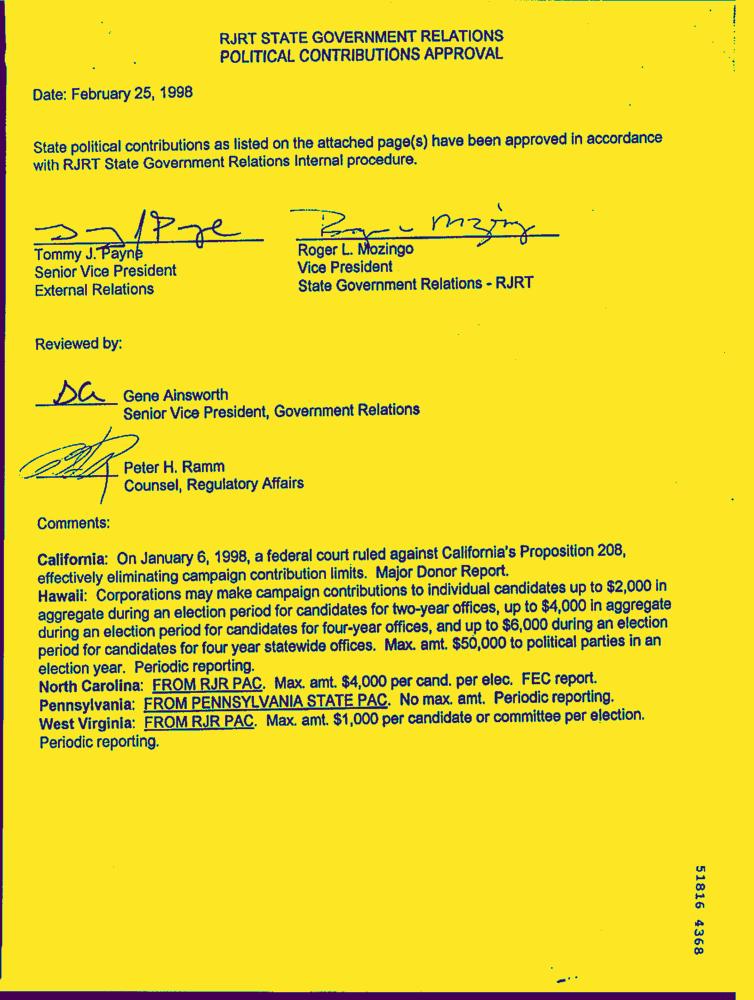 RJRT STATE GOVERNMENT RELATIONS
POLITICAL CONTRIBUTIONS APPROVAL
Date: February 25, 1998
State political contributions as listed on the attached page(s) have been approved in accordance
with RJRT State Government Relations Internal procedure.
Tommy J. Payne
Senior Vice President
External Relations
Roger L. Mozingo
Vice President
State Government Relations - RJRT
Reviewed by:
Gene Ainsworth
Senior Vice President, Government Relations
Peter H. Ramm
Counsel, Regulatory Affairs
Comments:
California: On January 6, 1998, a federal court ruled against California's Proposition 208,
effectively eliminating campaign contribution limits. Major Donor Report.
Hawaii: Corporations may make campaign contributions to individual candidates up to $2,000 in
aggregate during an election period for candidates for two-year offices, up to $4,000 in aggregate
during an election period for candidates for four-year offices, and up to $6,000 during an election
period for candidates for four year statewide offices. Max. amt. $50,000 to political parties in an
election year. Periodic reporting.
North Carolina: FROM RJR PAC. Max. amt. $4,000 per cand. per elec. FEC report.
Pennsylvania: FROM PENNSYLVANIA STATE PAC. No max. amt. Periodic reporting.
West Virginia: FROM RJR PAC. Max. amt. $1,000 per candidate or committee per election.
Periodic reporting.
51816 4368